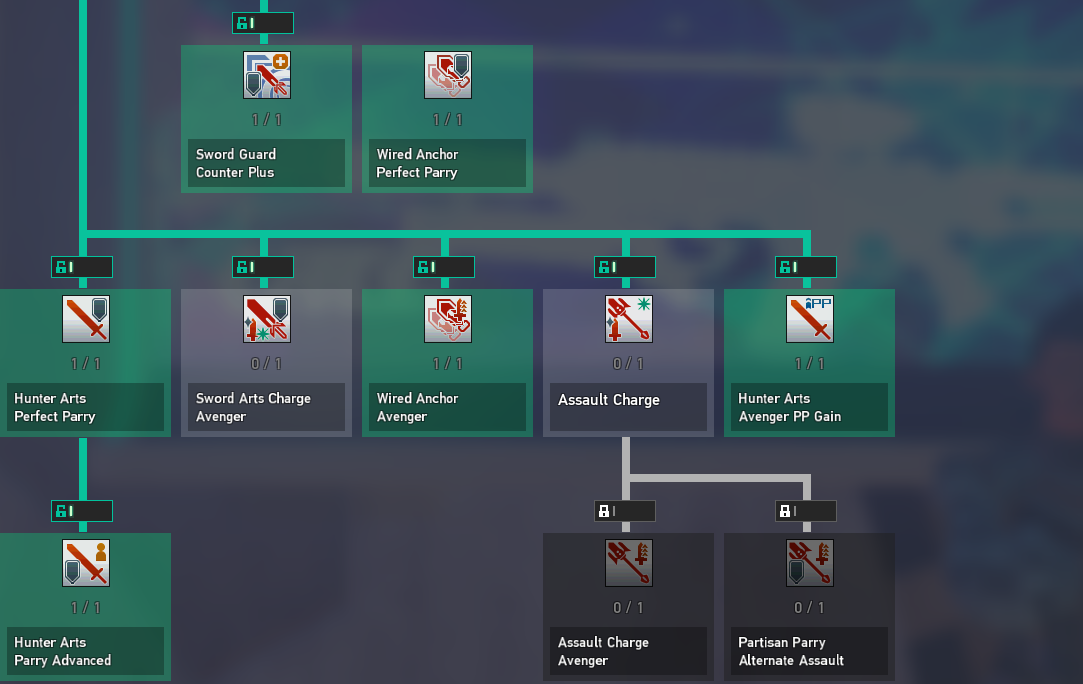 1 / 1
1 / 1
Sword Guard
Counter Plus
Wired Anchor
Perfect Parry
PP
1 / 1
0 / 1
1 / 1
0 / 1
1 / 1
Hunter Arts
Perfect Parry
Sword Arts Charge
Avenger
Wired Anchor
Avenger
Assault Charge
Hunter Arts
Avenger PP Gain
1 / 1
0 / 1
0 / 1
Hunter Arts
Parry Advanced
Assault Charge
Avenger
Partisan Parry
Alternate Assault